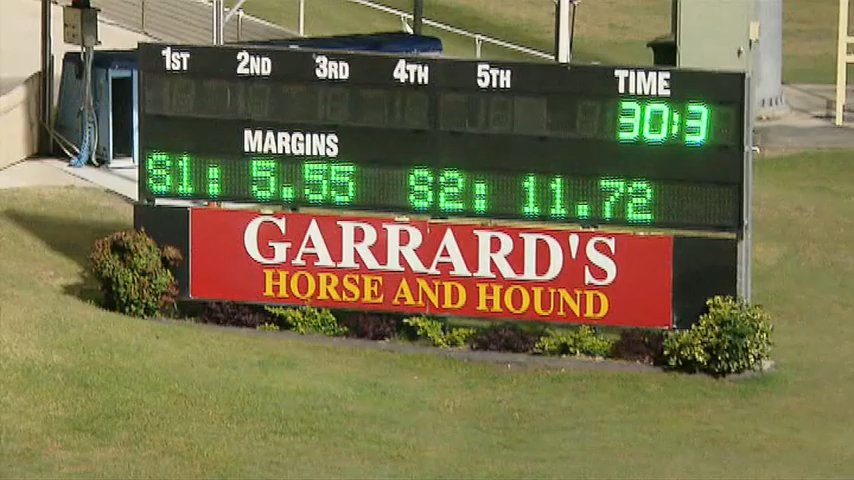 1ST 2ND 3RD 4TH 5TH TIME
30:3
MARGINS
S1: 5.55 S2: 11.72
GARRARD'S
HORSE AND HOUND